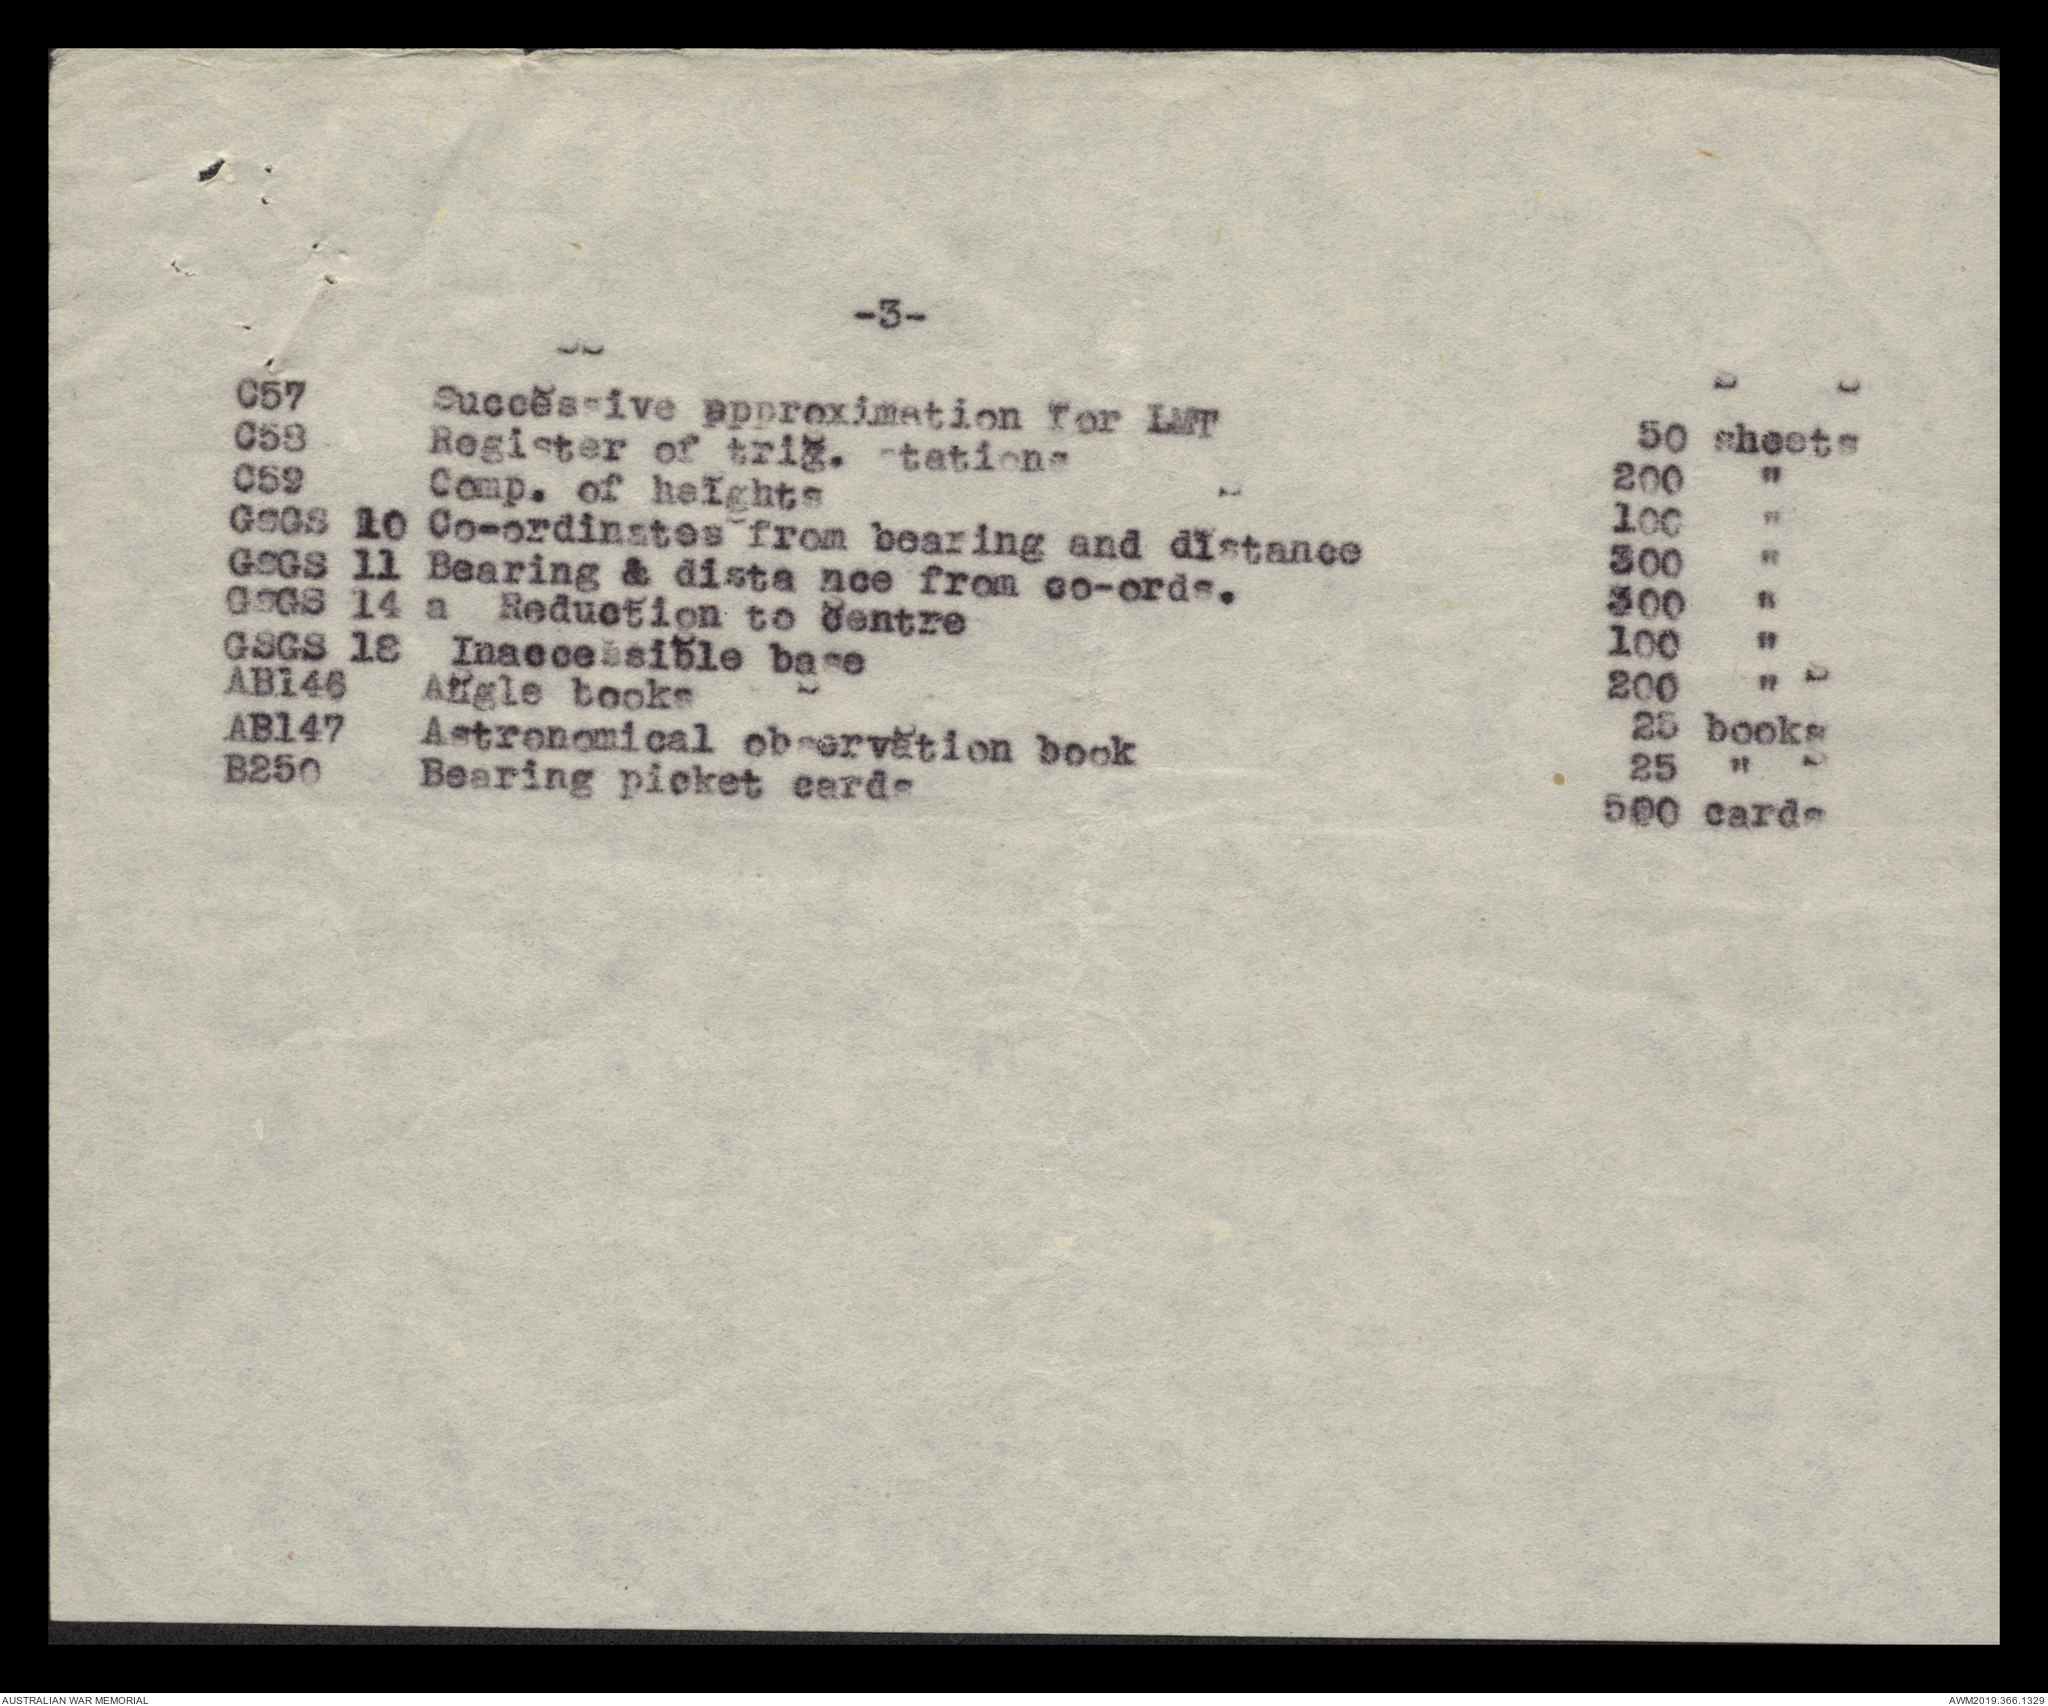 -3-
C57 Successive approximation for LMT 50 sheets
C58 Register of trig. stations 200 "
C59 Comp. of heights 100 "
GSGS 10 Co-ordinates from bearing and distance 300 "
GSGS 11 Bearing & dista nce from co-ords. 300 "
GSGS 14 a Reduction to centre 100 "
GSGS 18 Inaccessible base 200 "
AB146 Angle books 25 books
AB147 Astronomical observation book 25 "
B250 Bearing picket cards 500 cards
AUSTRALIAN WAR MEMORIAL AWM2019.366.1329